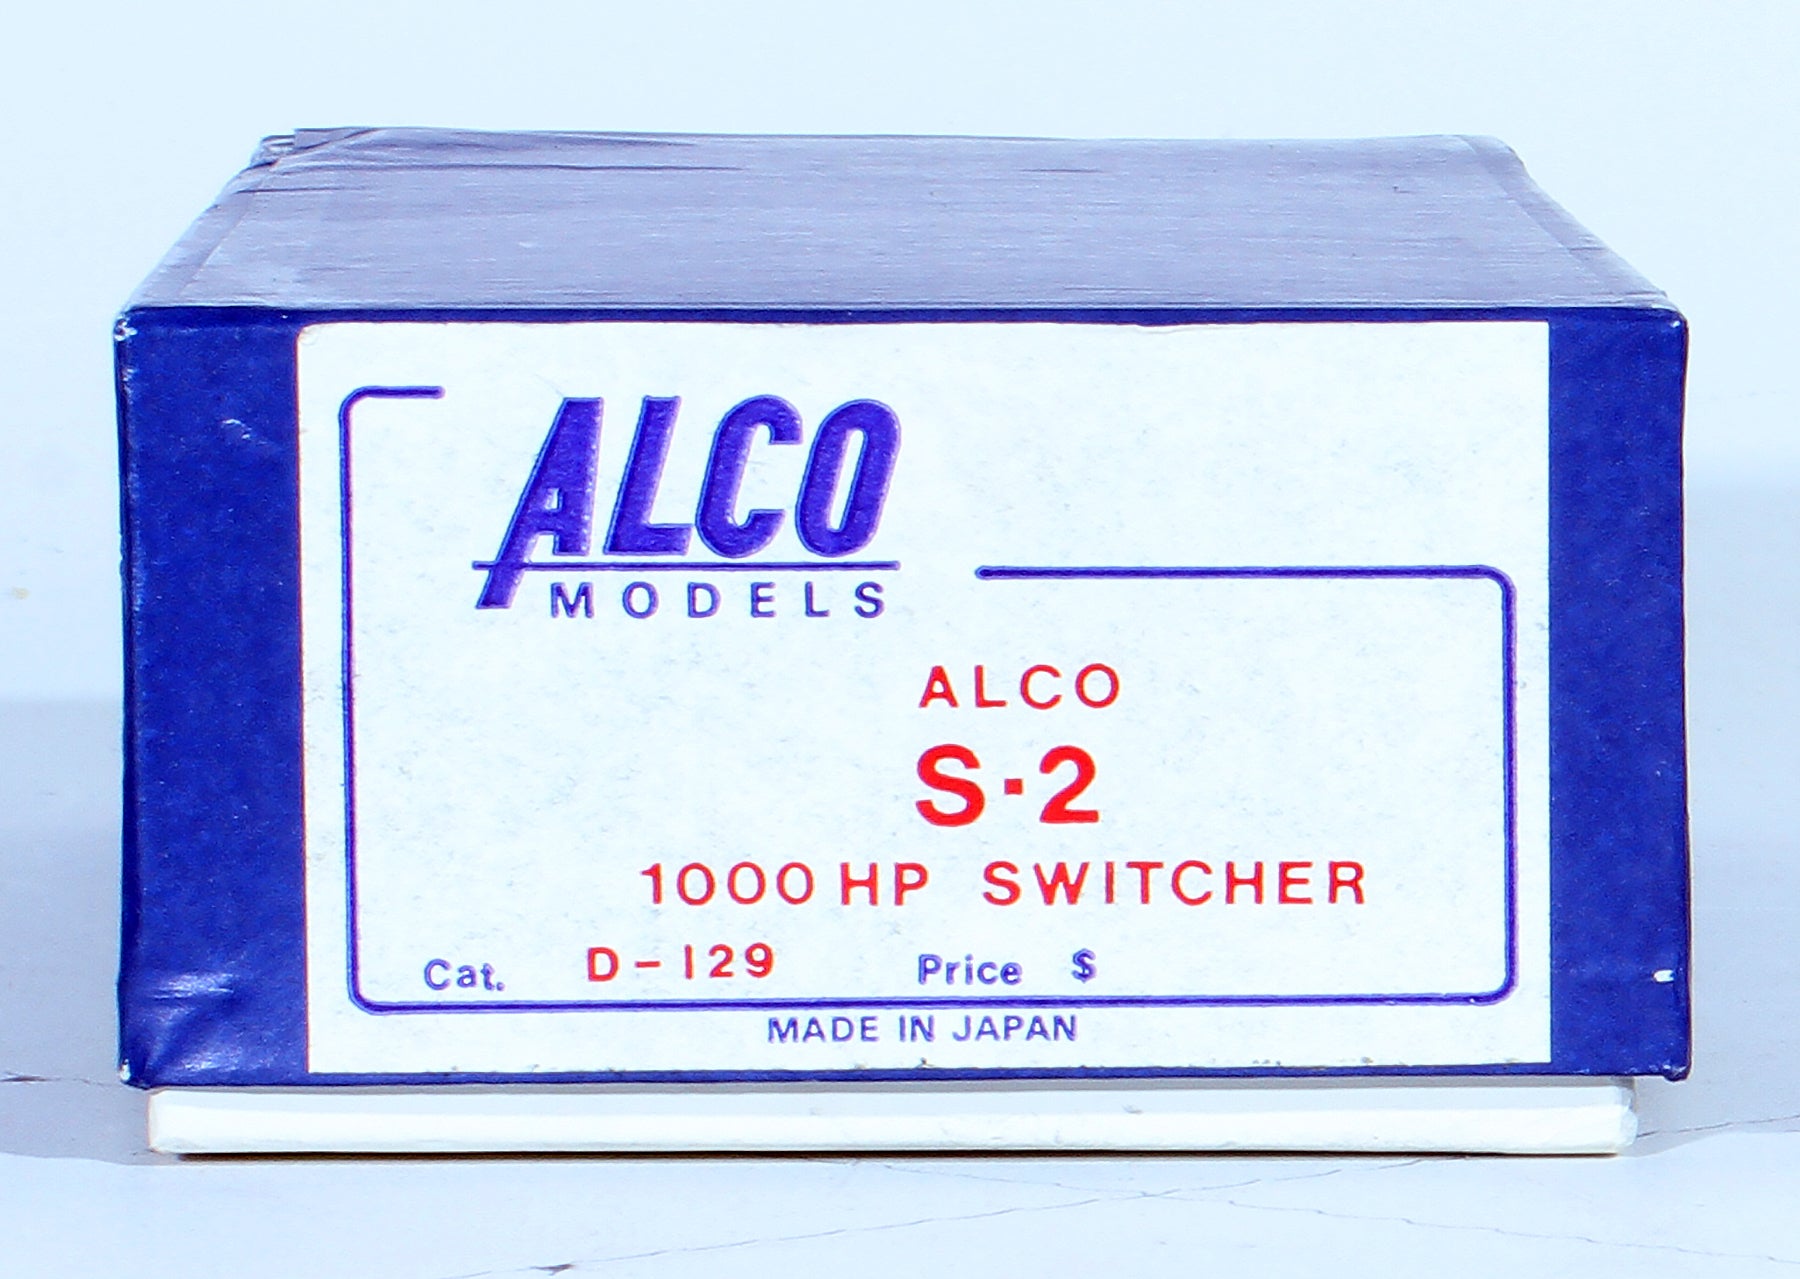 ALCO
MODELS
ALCO
S·2
1000 HP SWITCHER
Cat. D-129 Price $
MADE IN JAPAN